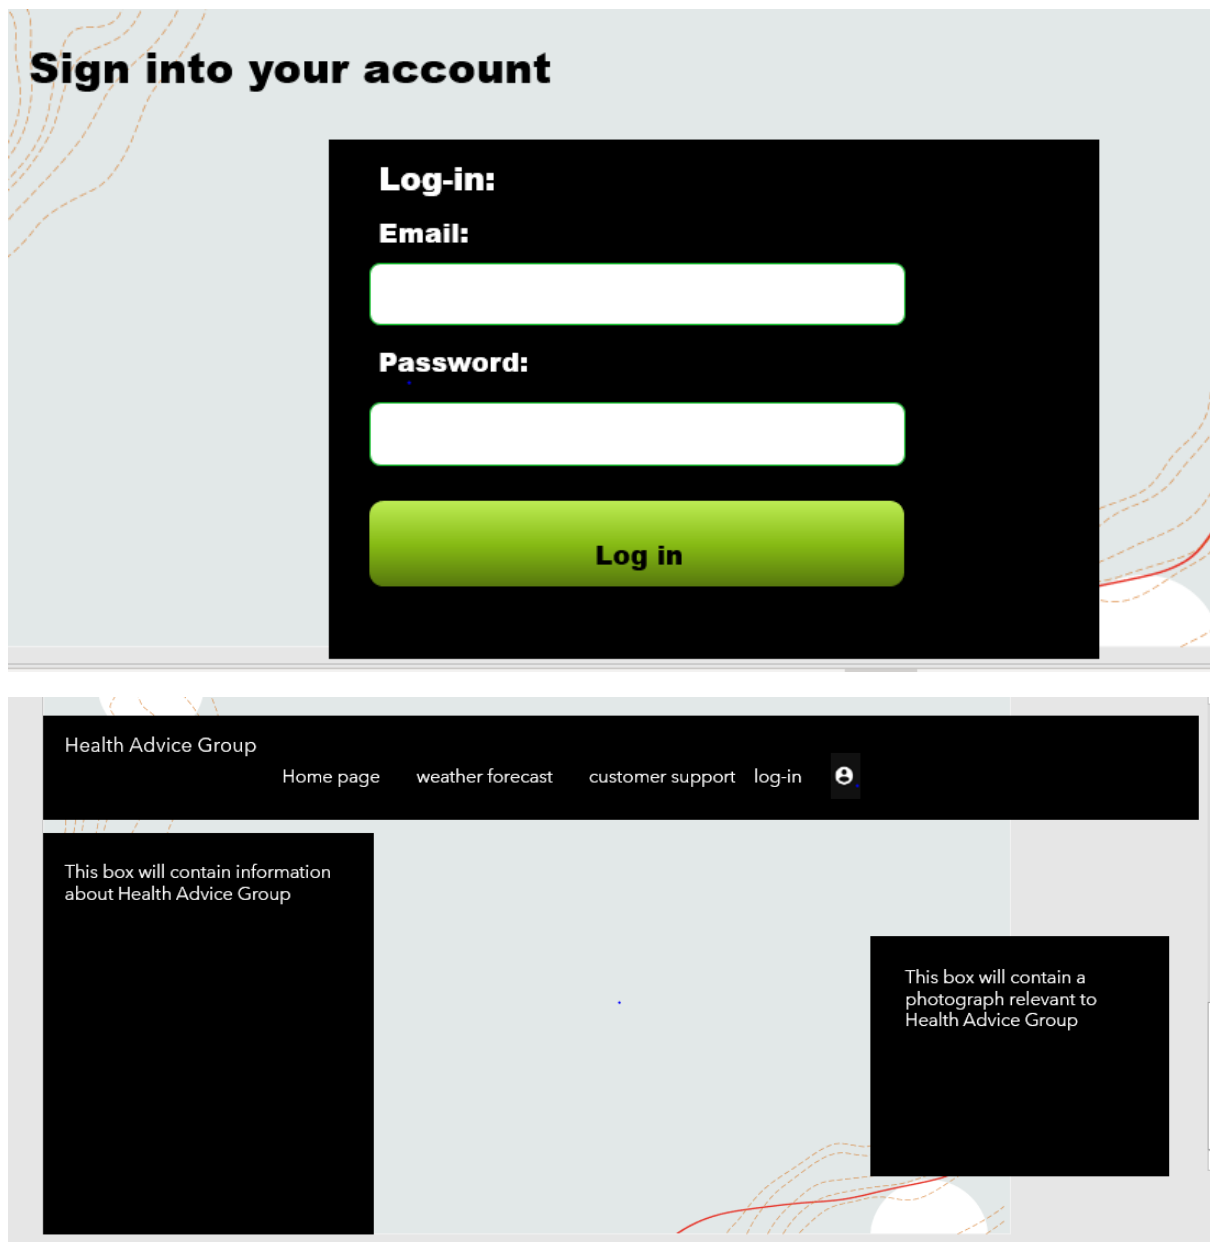 Sign into your account
Log-in:
Email:
Password:
Log in
Health Advice Group
Home page weather forecast customer support log-in
This box will contain information
about Health Advice Group
This box will contain a
photograph relevant to
Health Advice Group